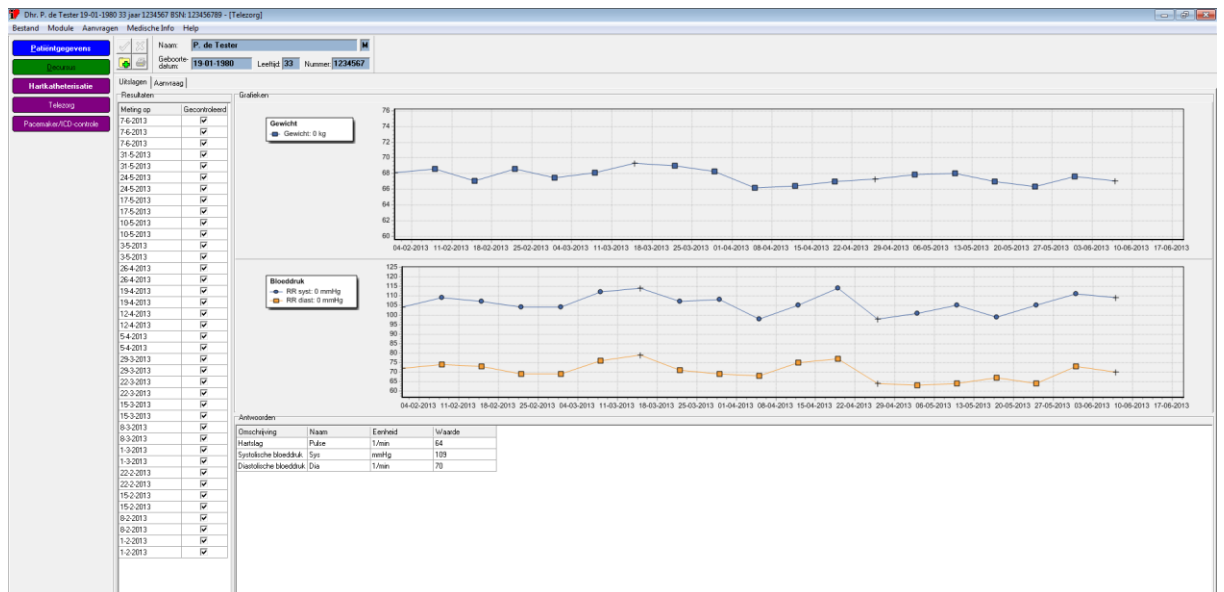 Dhr. P. de Tester 19-01-1980 33 jaar 1234567 BSN: 123456789 - [Telezorg]
Bestand Module Aanvragen Medische Info Help
Patiëntgegevens
Decursus
Hartkatheterisatie
Telezorg
Pacemaker/ICD-controle
Naam: P. de Tester M
Geboorte-
datum: 19-01-1980 Leeftijd: 33 Nummer: 1234567
Uitslagen Aanvraag
Resultaten
Meting op Gecontroleerd
7-6-2013
7-6-2013
7-6-2013
31-5-2013
31-5-2013
24-5-2013
24-5-2013
17-5-2013
17-5-2013
10-5-2013
10-5-2013
3-5-2013
3-5-2013
26-4-2013
26-4-2013
19-4-2013
19-4-2013
12-4-2013
12-4-2013
5-4-2013
5-4-2013
29-3-2013
29-3-2013
22-3-2013
22-3-2013
15-3-2013
15-3-2013
8-3-2013
8-3-2013
1-3-2013
1-3-2013
22-2-2013
22-2-2013
15-2-2013
15-2-2013
8-2-2013
8-2-2013
1-2-2013
1-2-2013
Grafieken
Gewicht
Gewicht: 0 kg
76
74
72
70
68
66
64
62
60
04-02-2013 11-02-2013 18-02-2013 25-02-2013 04-03-2013 11-03-2013 18-03-2013 25-03-2013 01-04-2013 08-04-2013 15-04-2013 22-04-2013 29-04-2013 06-05-2013 13-05-2013 20-05-2013 27-05-2013 03-06-2013 10-06-2013 17-06-2013
Bloeddruk
RR syst: 0 mmHg
RR diast: 0 mmHg
125
120
115
110
105
100
95
90
85
80
75
70
65
60
04-02-2013 11-02-2013 18-02-2013 25-02-2013 04-03-2013 11-03-2013 18-03-2013 25-03-2013 01-04-2013 08-04-2013 15-04-2013 22-04-2013 29-04-2013 06-05-2013 13-05-2013 20-05-2013 27-05-2013 03-06-2013 10-06-2013 17-06-2013
Antwoorden
Omschrijving Naam Eenheid Waarde
Hartslag Pulse 1/min 64
Systolische bloeddruk Sys mmHg 109
Diastolische bloeddruk Dia 1/min 70